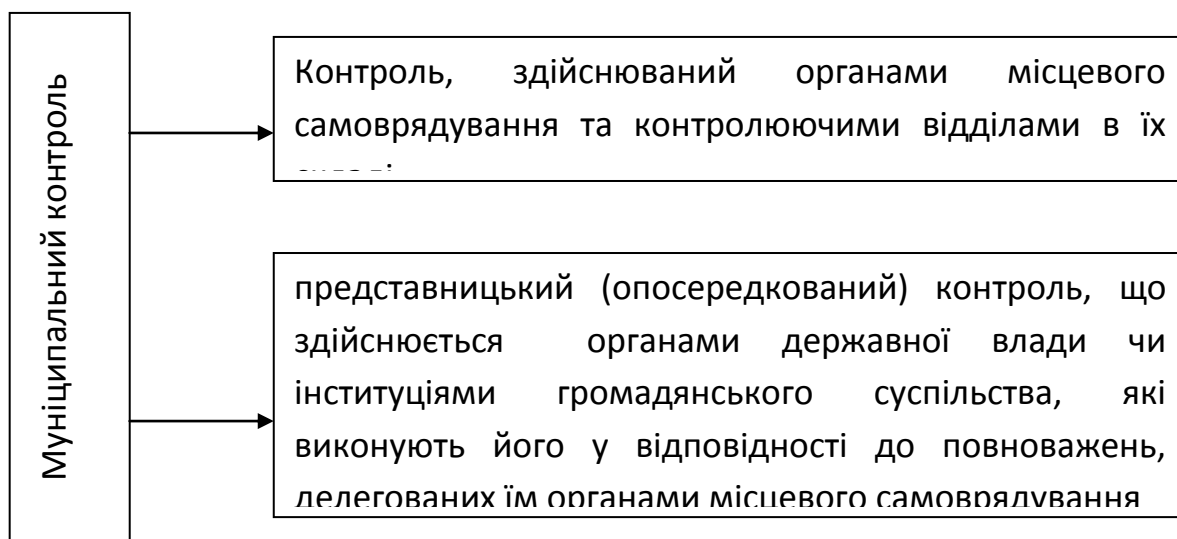 Муніципальний контроль
Контроль, здійснюваний органами місцевого
самоврядування та контролюючими відділами в їх
складі
представницький (опосередкований) контроль, що
здійснюється органами державної влади чи
інституціями громадянського суспільства, які
виконують його у відповідності до повноважень,
делегованих їм органами місцевого самоврядування